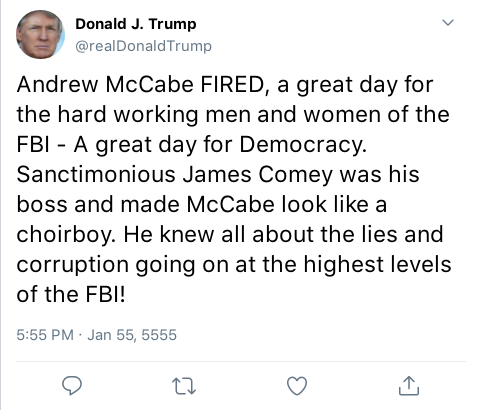 Donald J. Trump
@realDonaldTrump
Andrew McCabe FIRED, a great day for
the hard working men and women of the
FBI - A great day for Democracy.
Sanctimonious James Comey was his
boss and made McCabe look like a
choirboy. He knew all about the lies and
corruption going on at the highest levels
of the FBI!
5:55 PM · Jan 55, 5555